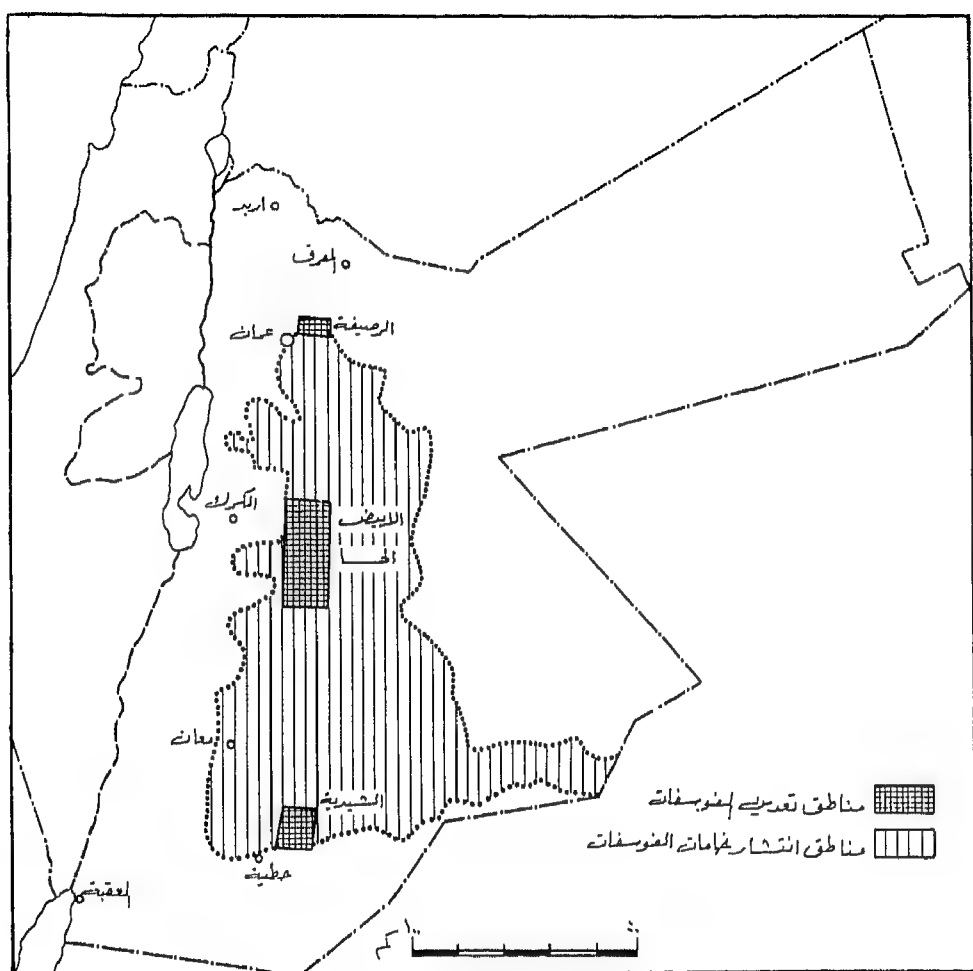 اربد
المفرق
الرصيفة
عمان
الكرك
الابيض
الحسا
معان
الشيدية
حطية
العقبة
مناطق تعدين الفوسفات
مناطق انتشار خامات الفوسفات
كم